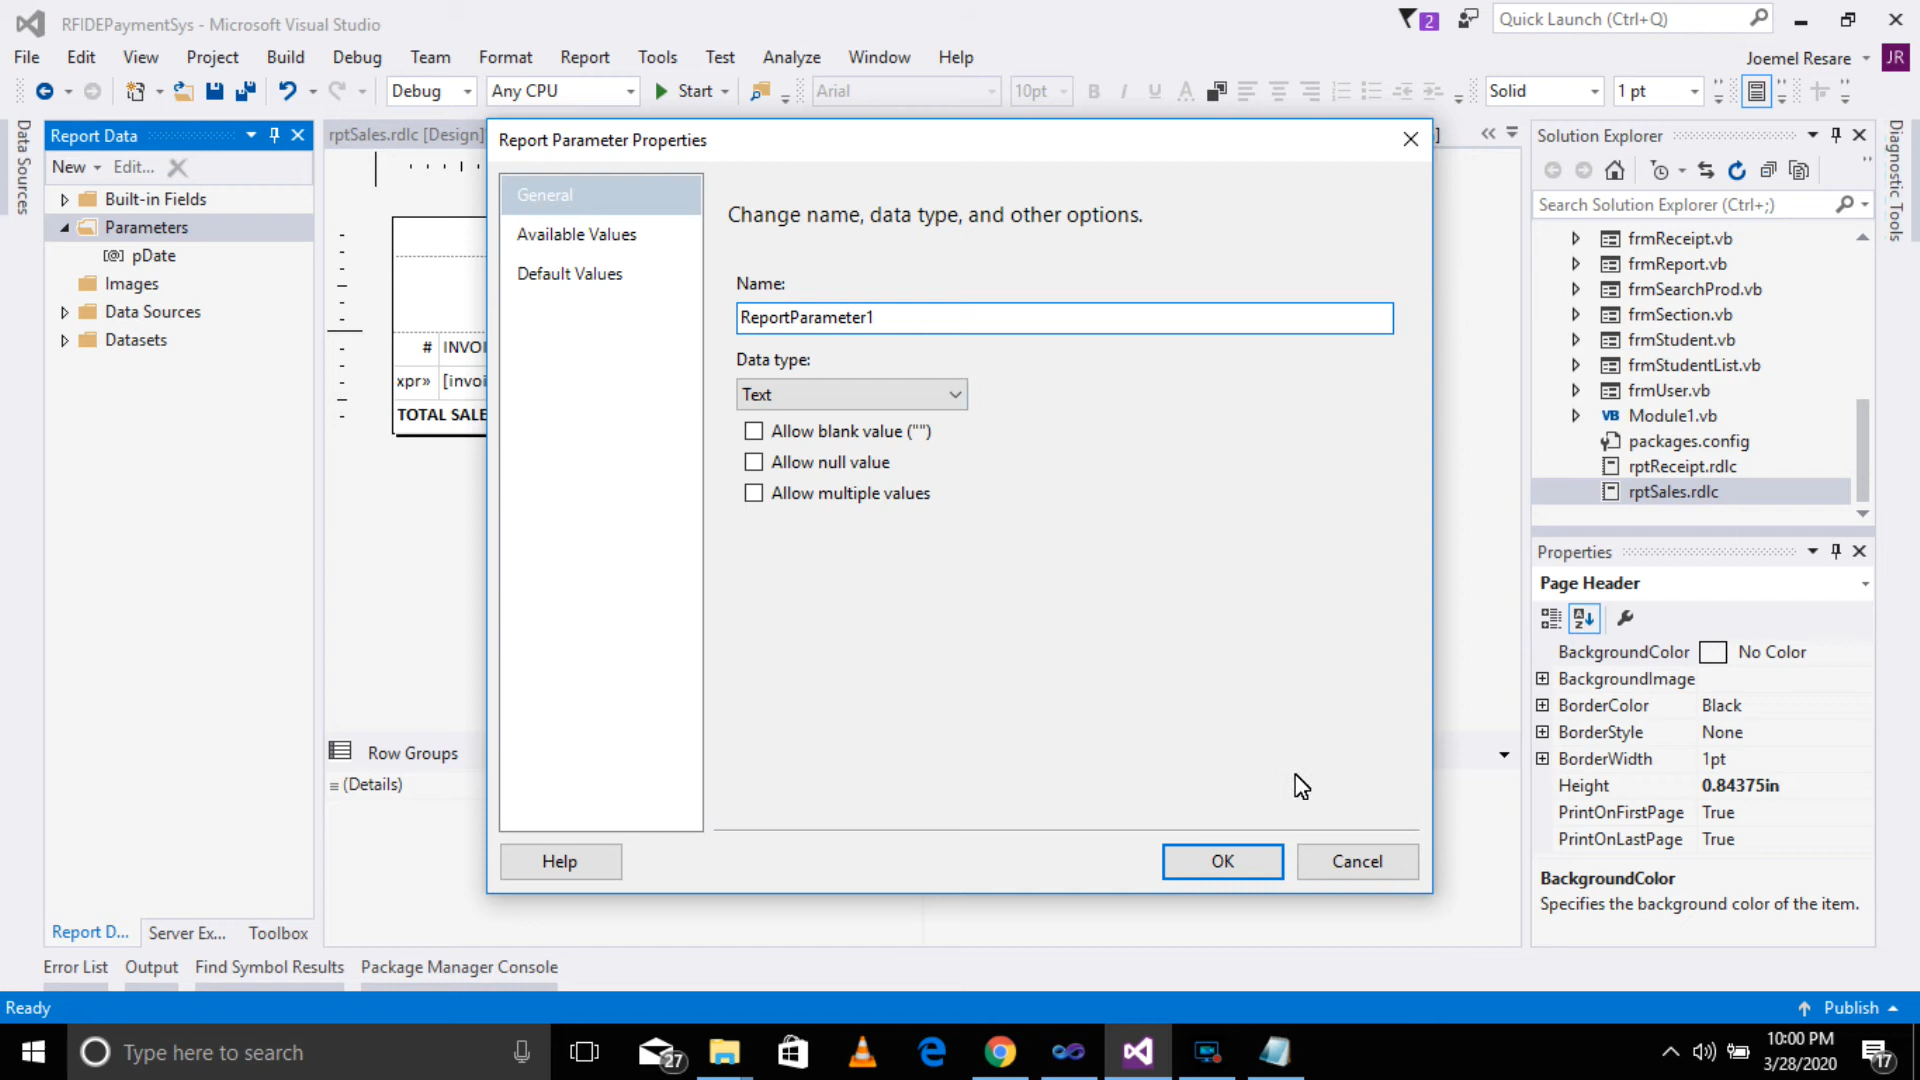 RFIDEPaymentSys - Microsoft Visual Studio
2
Quick Launch (Ctrl+Q)
File Edit View Project Build Debug Team Format Report Tools Test Analyze Window Help
Joemel Resare
JR
Debug
Any CPU
Start
Arial
10pt
B I U A
Solid
1 pt
Data Sources
Report Data
New
Edit...
Built-in Fields
Parameters
[@] pDate
Images
Data Sources
Datasets
Report D...
Server Ex...
Toolbox
rptSales.rdlc [Design]
# INVOI
xpr» [invoi
TOTAL SALE
Row Groups
(Details)
Report Parameter Properties
General
Available Values
Default Values
Change name, data type, and other options.
Name:
ReportParameter1
Data type:
Text
Allow blank value ("")
Allow null value
Allow multiple values
Help
OK
Cancel
Solution Explorer
Search Solution Explorer (Ctrl+;)
frmReceipt.vb
frmReport.vb
frmSearchProd.vb
frmSection.vb
frmStudent.vb
frmStudentList.vb
frmUser.vb
VB Module1.vb
packages.config
rptReceipt.rdlc
rptSales.rdlc
Diagnostic Tools
Properties
Page Header
BackgroundColor No Color
BackgroundImage
BorderColor Black
BorderStyle None
BorderWidth 1pt
Height 0.84375in
PrintOnFirstPage True
PrintOnLastPage True
BackgroundColor
Specifies the background color of the item.
Error List Output Find Symbol Results Package Manager Console
Ready
Publish
Type here to search
27
10:00 PM
3/28/2020
17